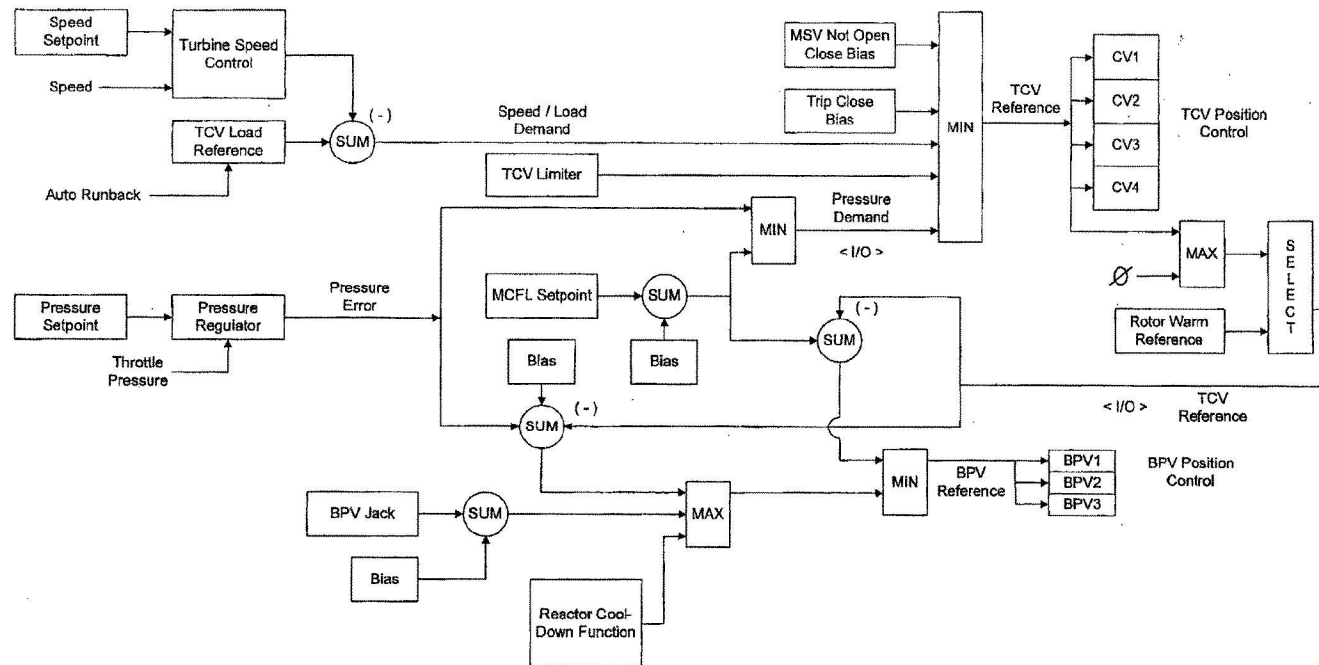 Speed
Setpoint
Speed
Turbine Speed
Control
(-)
SUM
TCV Load
Reference
Auto Runback
Speed / Load
Demand
MSV Not Open
Close Bias
Trip Close
Bias
TCV Limiter
MIN
TCV
Reference
CV1
CV2
CV3
CV4
TCV Position
Control
MIN
Pressure
Demand
< I/O >
MAX
Ø
SELECT
Rotor Warm
Reference
Pressure
Setpoint
Pressure
Regulator
Throttle
Pressure
Pressure
Error
MCFL Setpoint
SUM
Bias
Bias
(-)
SUM
SUM
(-)
< I/O >
TCV
Reference
MIN
BPV
Reference
BPV1
BPV2
BPV3
BPV Position
Control
BPV Jack
SUM
MAX
Bias
Reactor Cool-
Down Function